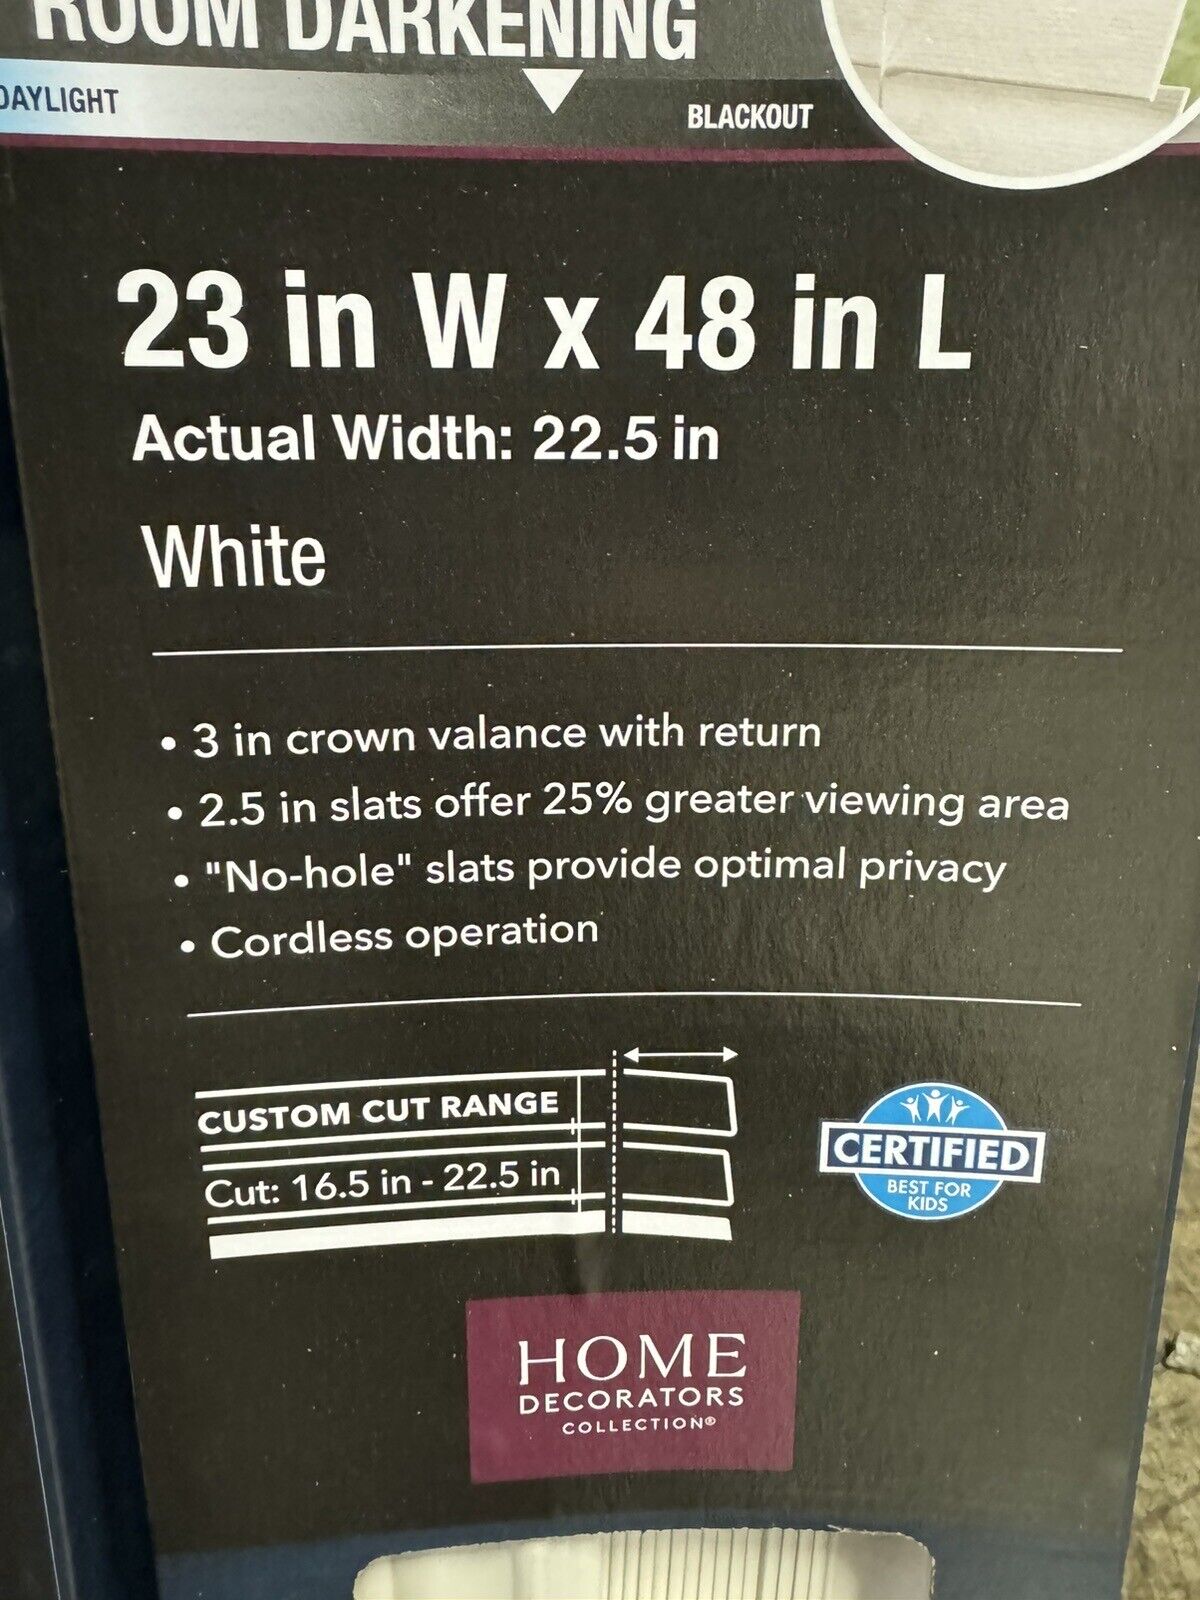 ROOM DARKENING
DAYLIGHT
BLACKOUT
23 in W x 48 in L
Actual Width: 22.5 in
White
• 3 in crown valance with return
• 2.5 in slats offer 25% greater viewing area
• "No-hole" slats provide optimal privacy
• Cordless operation
CUSTOM CUT RANGE
Cut: 16.5 in - 22.5 in
CERTIFIED
BEST FOR
KIDS
HOME
DECORATORS
COLLECTION®